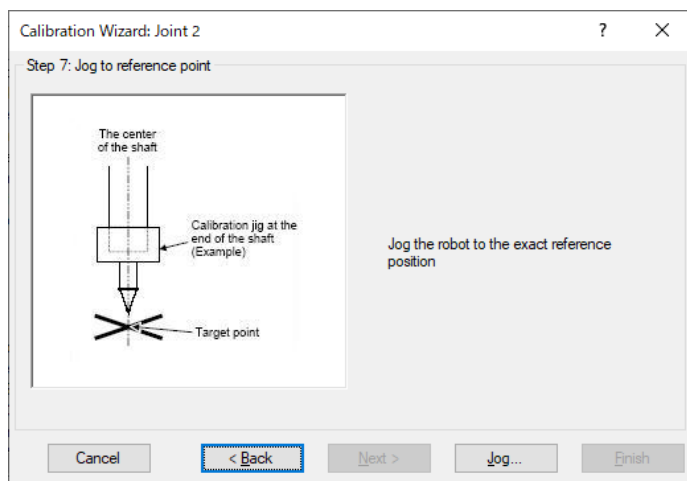 Calibration Wizard: Joint 2
?
Step 7: Jog to reference point
The center
of the shaft
Calibration jig at the
end of the shaft
(Example)
Target point
Jog the robot to the exact reference
position
Cancel
< Back
Next >
Jog...
Finish